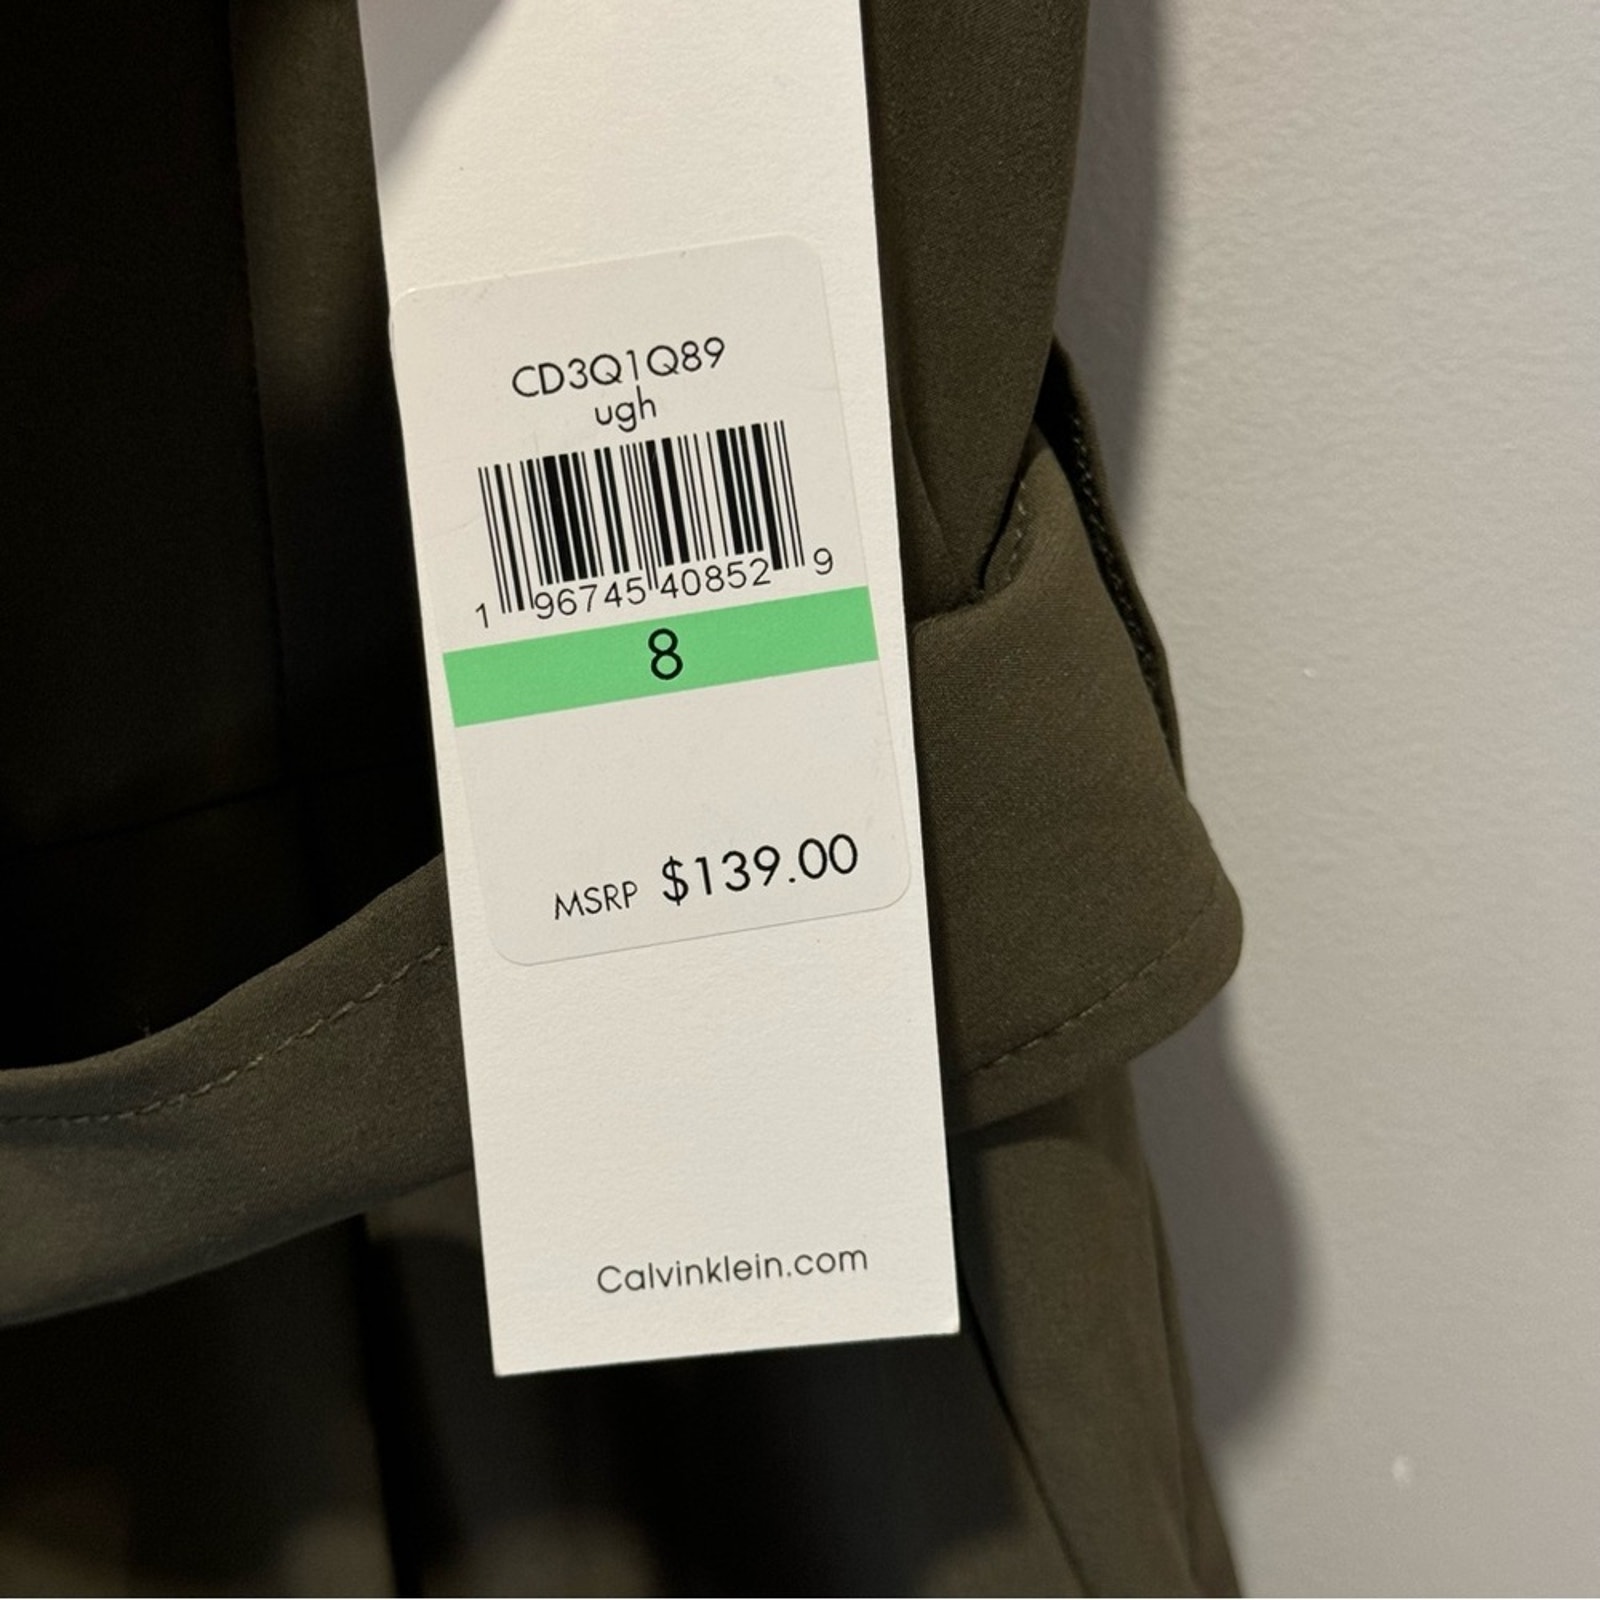 CD3Q1Q89
ugh
1 96745 40852 9
8
MSRP $139.00
Calvinklein.com